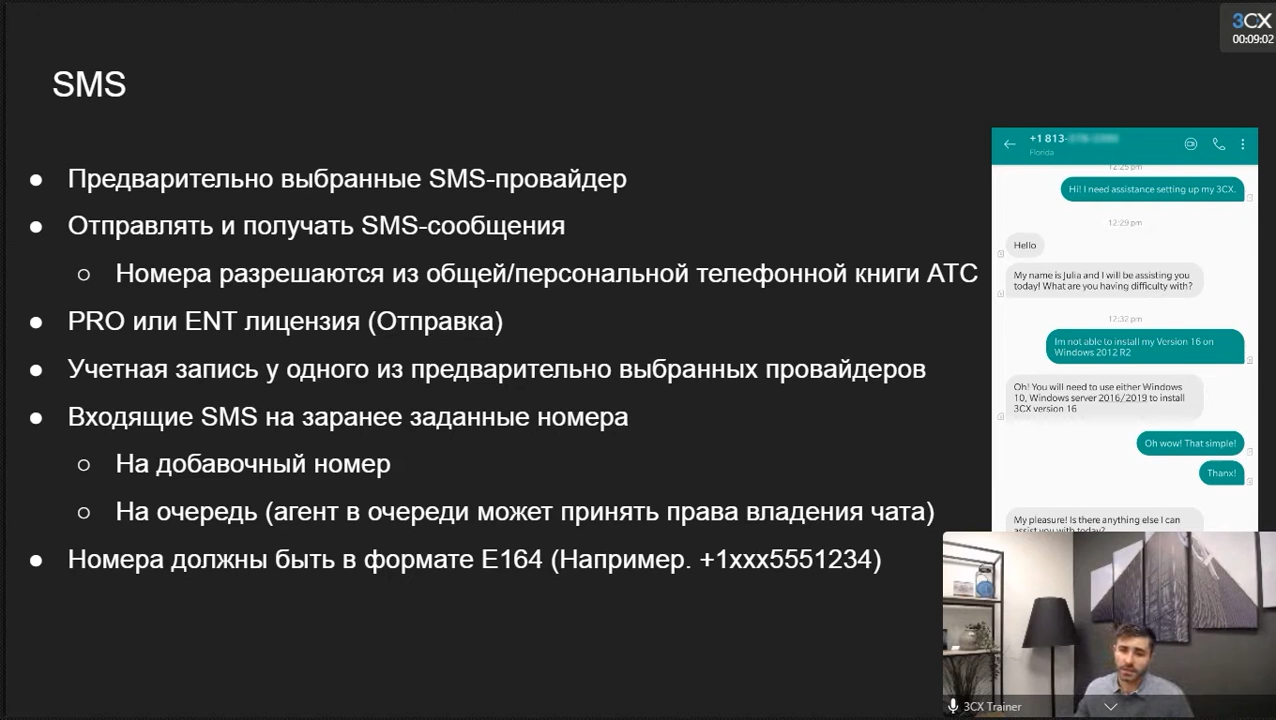 3CX
00:09:02
SMS
Предварительно выбранные SMS-провайдер
Отправлять и получать SMS-сообщения
Номера разрешаются из общей/персональной телефонной книги АТС
PRO или ENT лицензия (Отправка)
Учетная запись у одного из предварительно выбранных провайдеров
Входящие SMS на заранее заданные номера
На добавочный номер
На очередь (агент в очереди может принять права владения чата)
Номера должны быть в формате E164 (Например. +1xxx5551234)
+1 813-
Florida
12:25 pm
Hi! I need assistance setting up my 3CX.
12:29 pm
Hello
My name is Julia and I will be assisting you
today! What are you having difficulty with?
12:32 pm
Im not able to install my Version 16 on
Windows 2012 R2
Oh! You will need to use either Windows
10, Windows server 2016/2019 to install
3CX version 16
Oh wow! That simple!
Thanx!
My pleasure! Is there anything else I can
assist you with today?
3CX Trainer